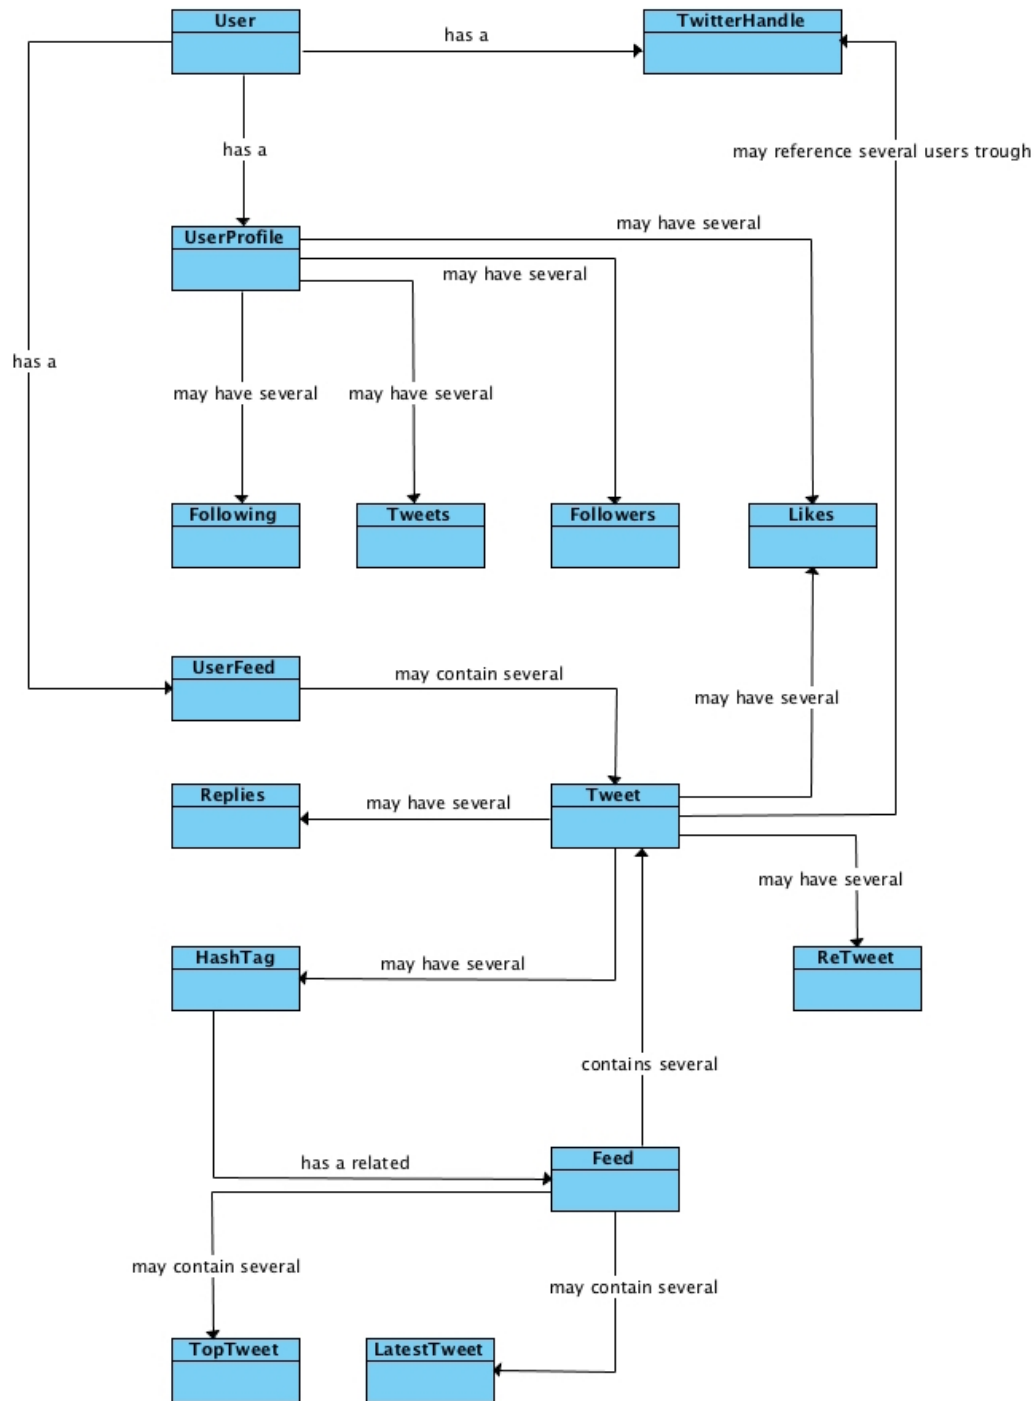 User
TwitterHandle
has a
may reference several users trough
has a
UserProfile
may have several
may have several
has a
may have several
may have several
Following
Tweets
Followers
Likes
UserFeed
may contain several
may have several
Replies
may have several
Tweet
may have several
HashTag
may have several
ReTweet
contains several
has a related
Feed
may contain several
may contain several
TopTweet
LatestTweet